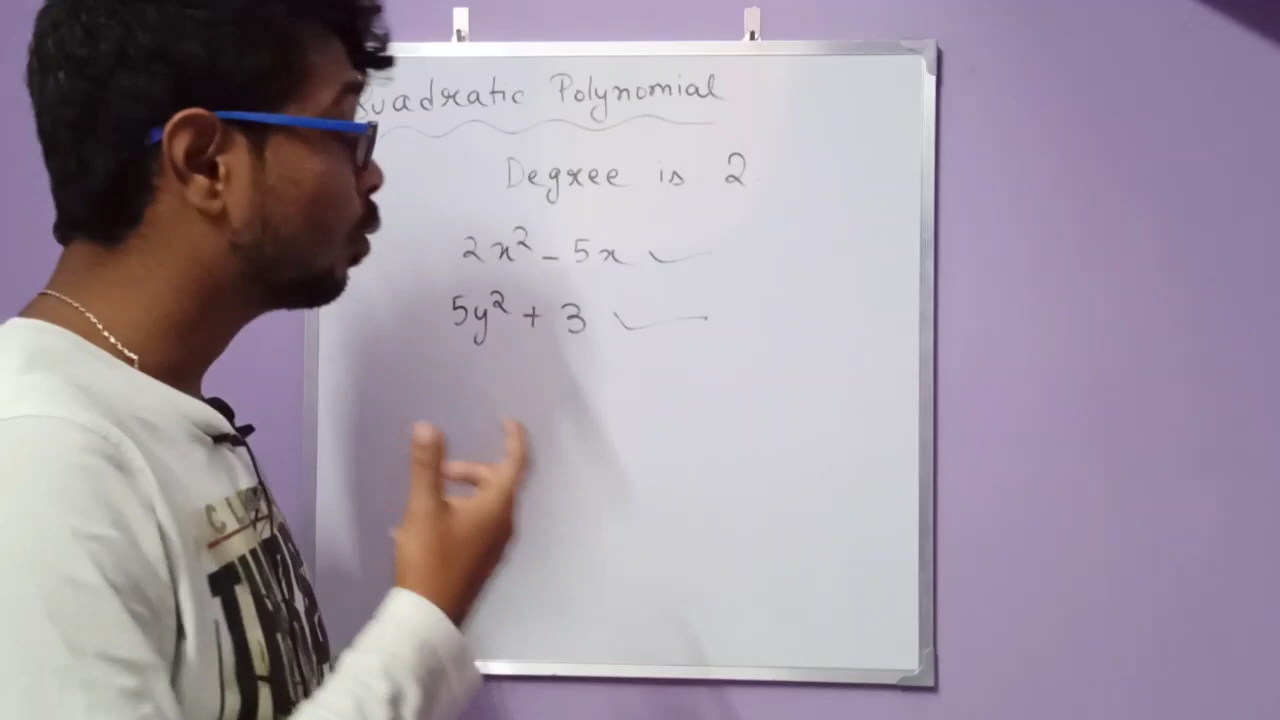 Quadratic Polynomial
Degree is 2
2x² - 5x
5y² + 3